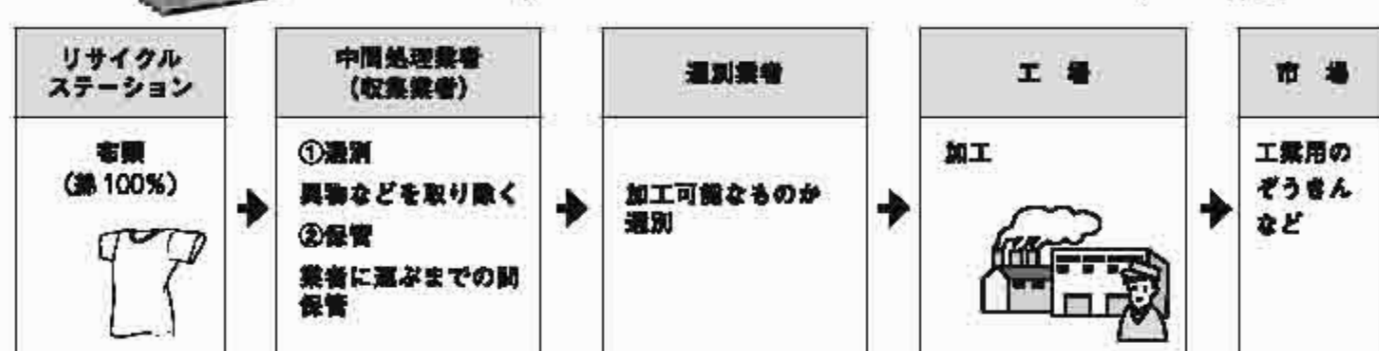 リサイクル
ステーション
布類
(綿100%)
中間処理業者
(収集業者)
①選別
異物などを取り除く
②保管
業者に運ぶまでの間
保管
選別業者
加工可能なものか
選別
工 場
加工
市 場
工業用の
ぞうきん
など